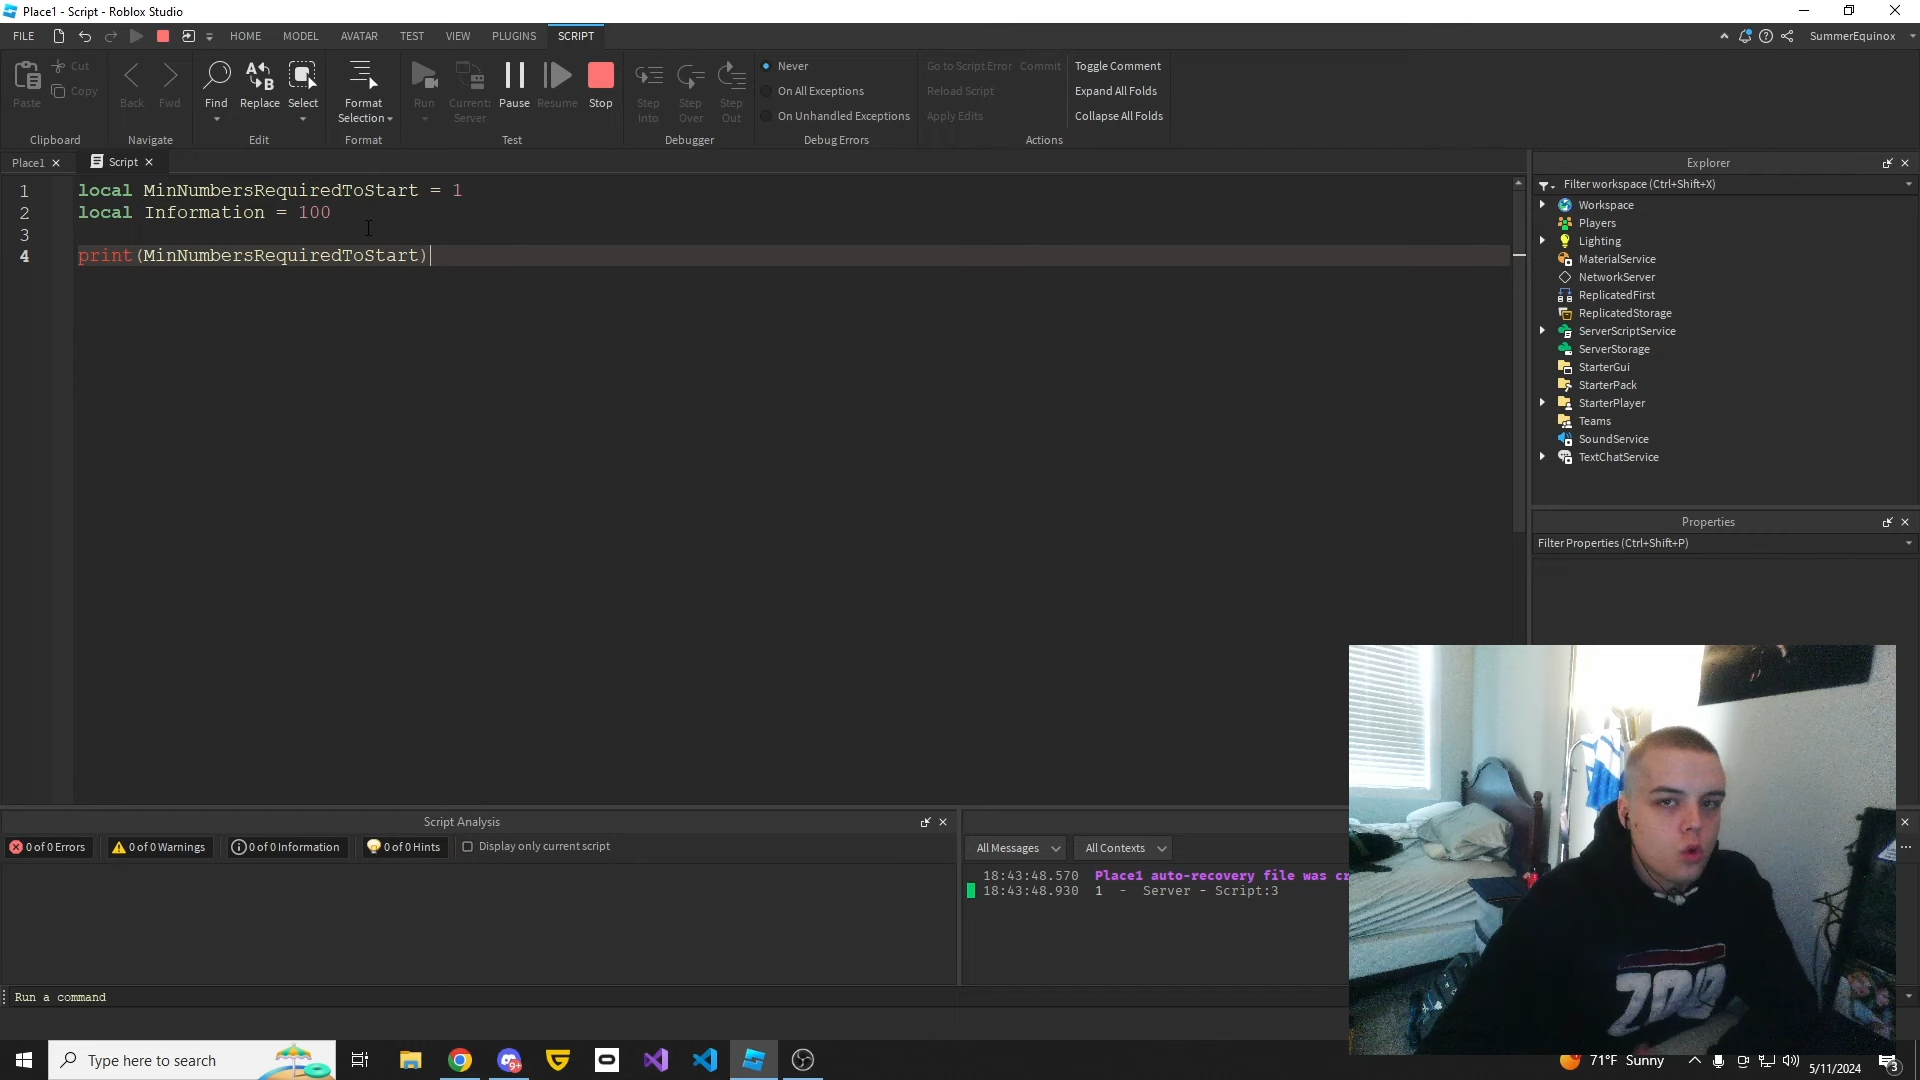 Place1 - Script - Roblox Studio
FILE HOME MODEL AVATAR TEST VIEW PLUGINS SCRIPT SummerEquinox
Paste Cut Copy Back Fwd Find Replace Select Format Selection Run Current: Server Pause Resume Stop Step Into Step Over Step Out
Never
On All Exceptions
On Unhandled Exceptions
Go to Script Error Commit
Reload Script
Apply Edits
Toggle Comment
Expand All Folds
Collapse All Folds
Clipboard Navigate Edit Format Test Debugger Debug Errors Actions
Place1 Script
1 local MinNumbersRequiredToStart = 1
2 local Information = 100
3
4 print(MinNumbersRequiredToStart)
Explorer
Filter workspace (Ctrl+Shift+X)
Workspace
Players
Lighting
MaterialService
NetworkServer
ReplicatedFirst
ReplicatedStorage
ServerScriptService
ServerStorage
StarterGui
StarterPack
StarterPlayer
Teams
SoundService
TextChatService
Properties
Filter Properties (Ctrl+Shift+P)
Script Analysis
0 of 0 Errors 0 of 0 Warnings 0 of 0 Information 0 of 0 Hints Display only current script
All Messages All Contexts
18:43:48.570 Place1 auto-recovery file was cr
18:43:48.930 1 - Server - Script:3
Run a command
Type here to search
9+
71°F Sunny
5/11/2024
3